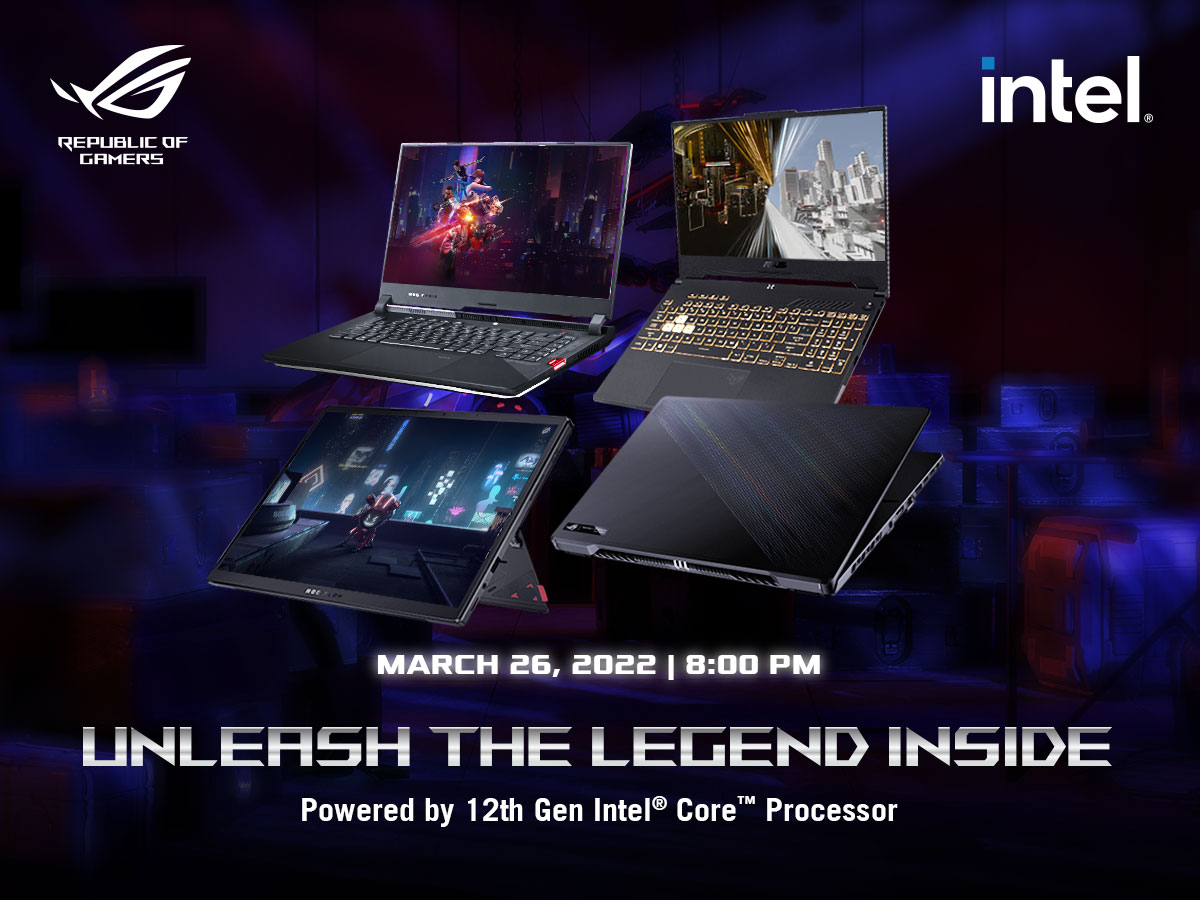 REPUBLIC OF
GAMERS
intel®
MARCH 26, 2022 | 8:00 PM
UNLEASH THE LEGEND INSIDE
Powered by 12th Gen Intel® Core™ Processor